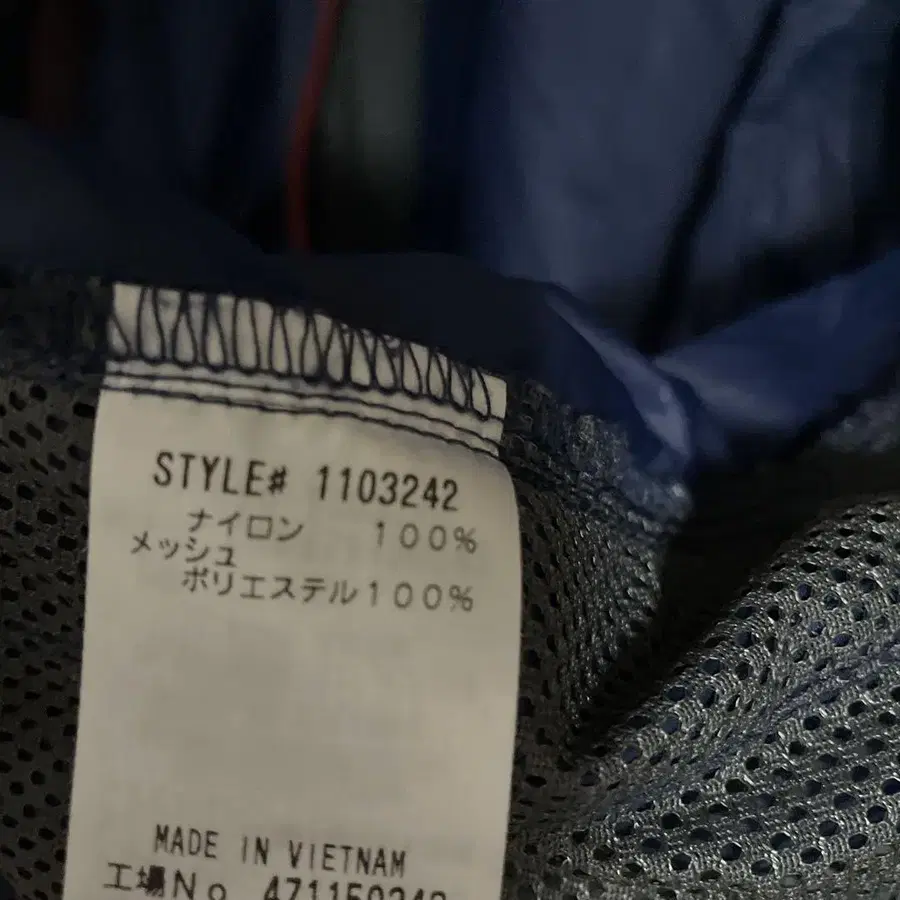 STYLE# 1103242
ナイロン 100%
メッシュ
ポリエステル100%
MADE IN VIETNAM
工場No